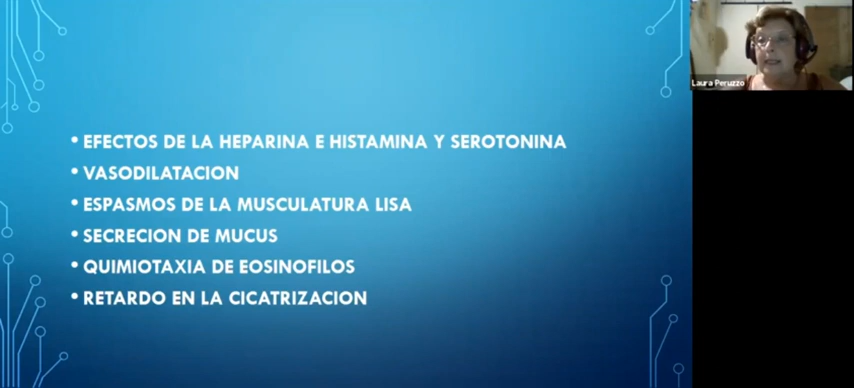 • EFECTOS DE LA HEPARINA E HISTAMINA Y SEROTONINA
• VASODILATACION
• ESPASMOS DE LA MUSCULATURA LISA
• SECRECION DE MUCUS
• QUIMIOTAXIA DE EOSINOFILOS
• RETARDO EN LA CICATRIZACION
Laura Peruzzo